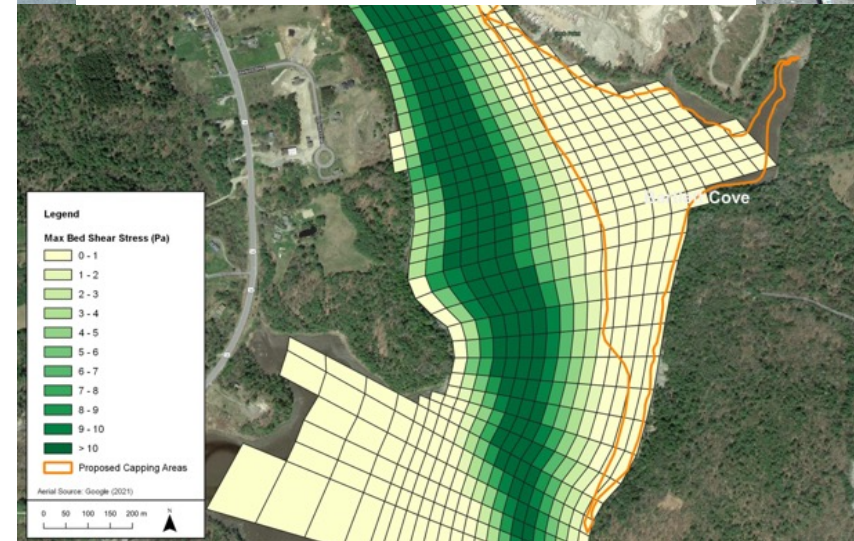 Cove
Legend
Max Bed Shear Stress (Pa)
0 - 1
1 - 2
2 - 3
3 - 4
4 - 5
5 - 6
6 - 7
7 - 8
8 - 9
9 - 10
> 10
Proposed Capping Areas
Aerial Source: Google (2021)
0 50 100 150 200 m
N